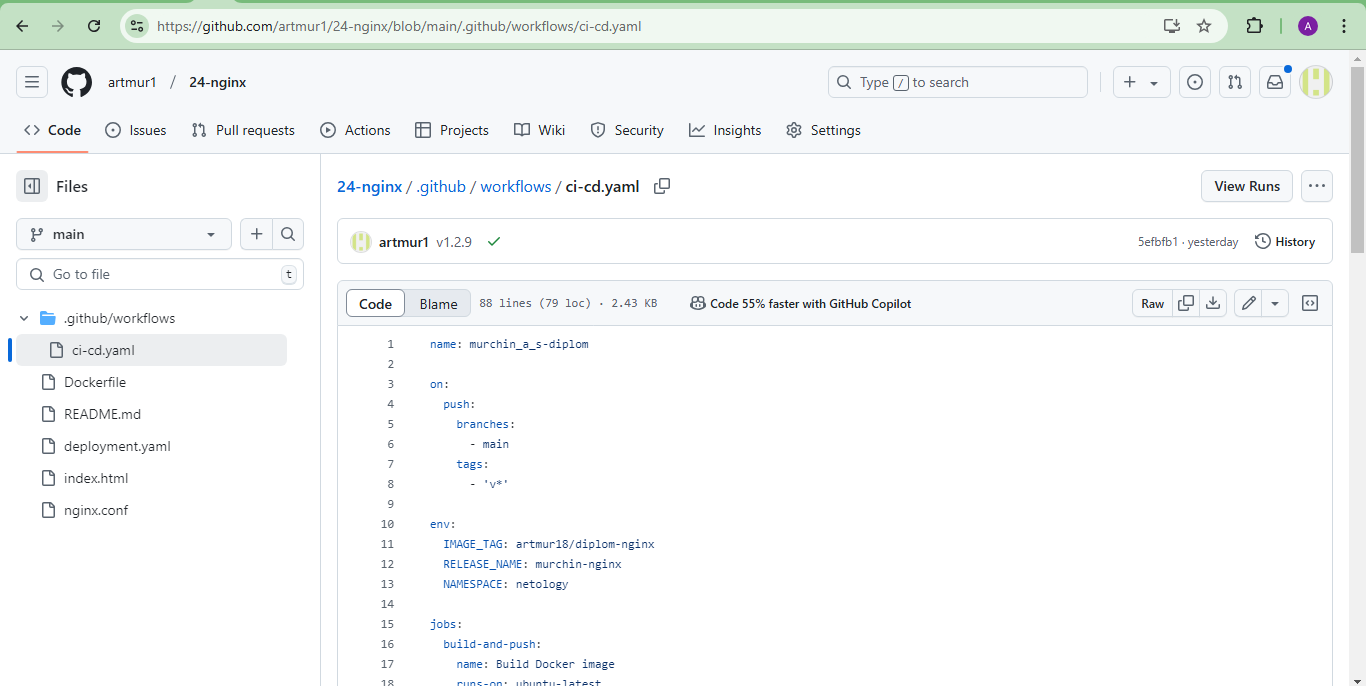 https://github.com/artmur1/24-nginx/blob/main/.github/workflows/ci-cd.yaml
A
artmur1 / 24-nginx
Type / to search
Code Issues Pull requests Actions Projects Wiki Security Insights Settings
Files
main
Go to file
t
.github/workflows
ci-cd.yaml
Dockerfile
README.md
deployment.yaml
index.html
nginx.conf
24-nginx / .github / workflows / ci-cd.yaml
View Runs
artmur1 v1.2.9
5efbfb1 · yesterday
History
Code Blame 88 lines (79 loc) · 2.43 KB
Code 55% faster with GitHub Copilot
Raw
1 name: murchin_a_s-diplom
2
3 on:
4 push:
5 branches:
6 - main
7 tags:
8 - 'v*'
9
10 env:
11 IMAGE_TAG: artmur18/diplom-nginx
12 RELEASE_NAME: murchin-nginx
13 NAMESPACE: netology
14
15 jobs:
16 build-and-push:
17 name: Build Docker image
18 runs-on: ubuntu-latest